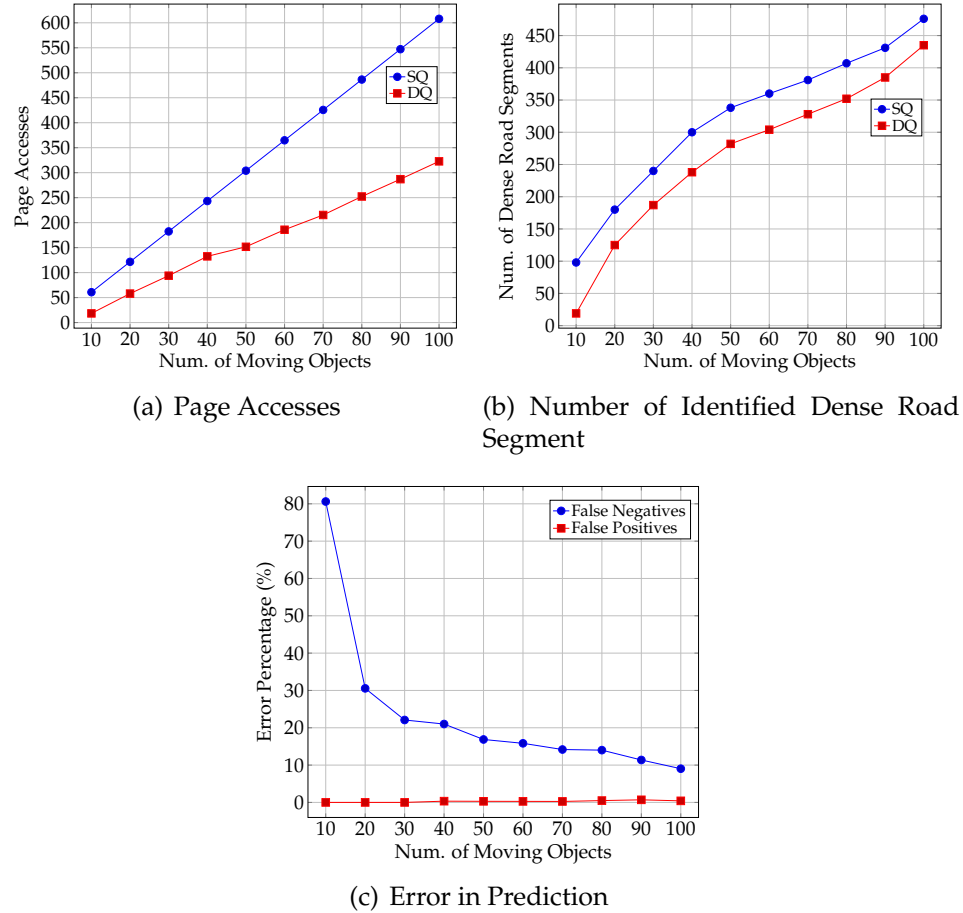 600
550
500
450
400
350
300
250
200
150
100
50
0
Page Accesses
SQ
DQ
10 20 30 40 50 60 70 80 90 100
Num. of Moving Objects
(a) Page Accesses
450
400
350
300
250
200
150
100
50
0
Num. of Dense Road Segments
SQ
DQ
10 20 30 40 50 60 70 80 90 100
Num. of Moving Objects
(b) Number of Identified Dense Road
Segment
80
70
60
50
40
30
20
10
0
Error Percentage (%)
False Negatives
False Positives
10 20 30 40 50 60 70 80 90 100
Num. of Moving Objects
(c) Error in Prediction